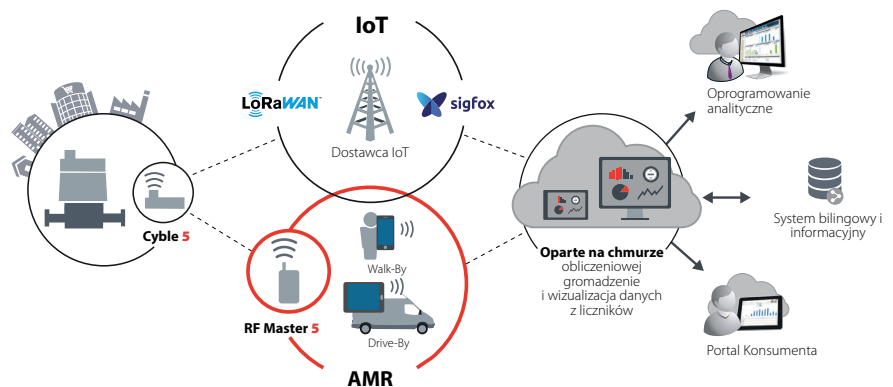 IoT
LoRaWAN™
sigfox
Dostawca IoT
Cyble 5
Walk-By
RF Master 5
Drive-By
AMR
Oparte na chmurze
obliczeniowej
gromadzenie
i wizualizacja danych
z liczników
Oprogramowanie
analityczne
System bilingowy i
informacyjny
Portal Konsumenta